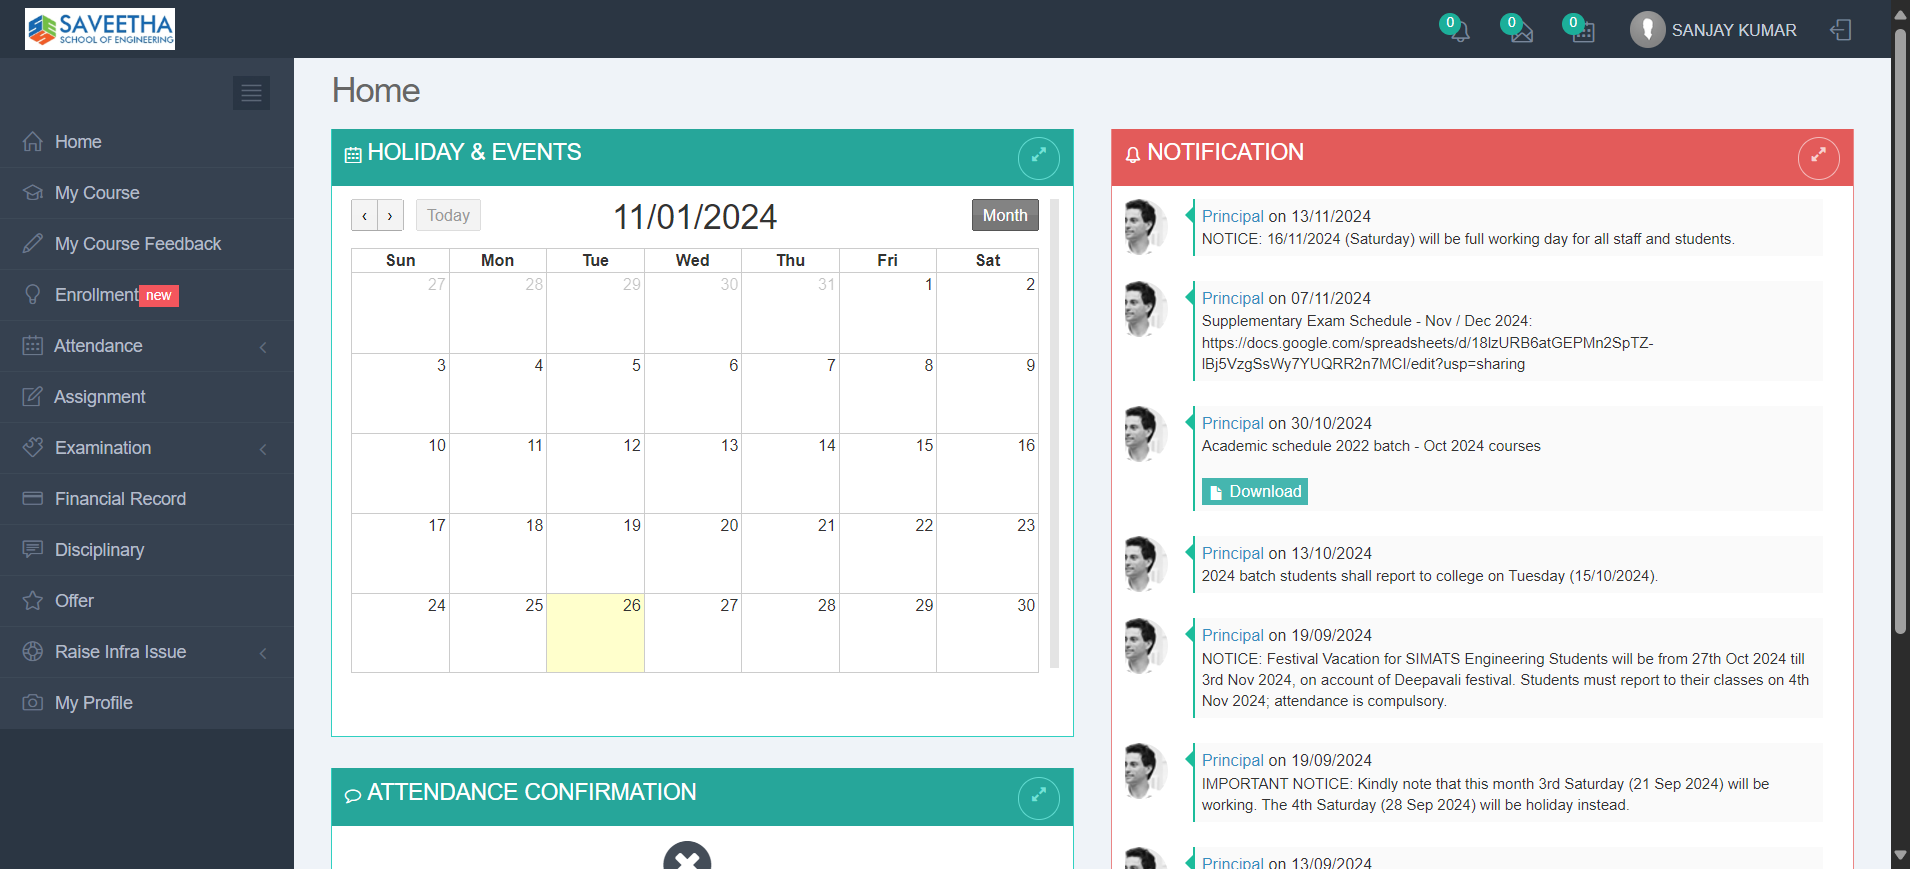 SAVEETHA
SCHOOL OF ENGINEERING
0
0
0
SANJAY KUMAR
Home
My Course
My Course Feedback
Enrollment new
Attendance
Assignment
Examination
Financial Record
Disciplinary
Offer
Raise Infra Issue
My Profile
Home
HOLIDAY & EVENTS
‹ › Today 11/01/2024 Month
Sun Mon Tue Wed Thu Fri Sat
27 28 29 30 31 1 2
3 4 5 6 7 8 9
10 11 12 13 14 15 16
17 18 19 20 21 22 23
24 25 26 27 28 29 30
ATTENDANCE CONFIRMATION
NOTIFICATION
Principal on 13/11/2024
NOTICE: 16/11/2024 (Saturday) will be full working day for all staff and students.
Principal on 07/11/2024
Supplementary Exam Schedule - Nov / Dec 2024:
https://docs.google.com/spreadsheets/d/18lzURB6atGEPMn2SpTZ-
lBj5VzgSsWy7YUQRR2n7MCI/edit?usp=sharing
Principal on 30/10/2024
Academic schedule 2022 batch - Oct 2024 courses
Download
Principal on 13/10/2024
2024 batch students shall report to college on Tuesday (15/10/2024).
Principal on 19/09/2024
NOTICE: Festival Vacation for SIMATS Engineering Students will be from 27th Oct 2024 till
3rd Nov 2024, on account of Deepavali festival. Students must report to their classes on 4th
Nov 2024; attendance is compulsory.
Principal on 19/09/2024
IMPORTANT NOTICE: Kindly note that this month 3rd Saturday (21 Sep 2024) will be
working. The 4th Saturday (28 Sep 2024) will be holiday instead.
Principal on 13/09/2024